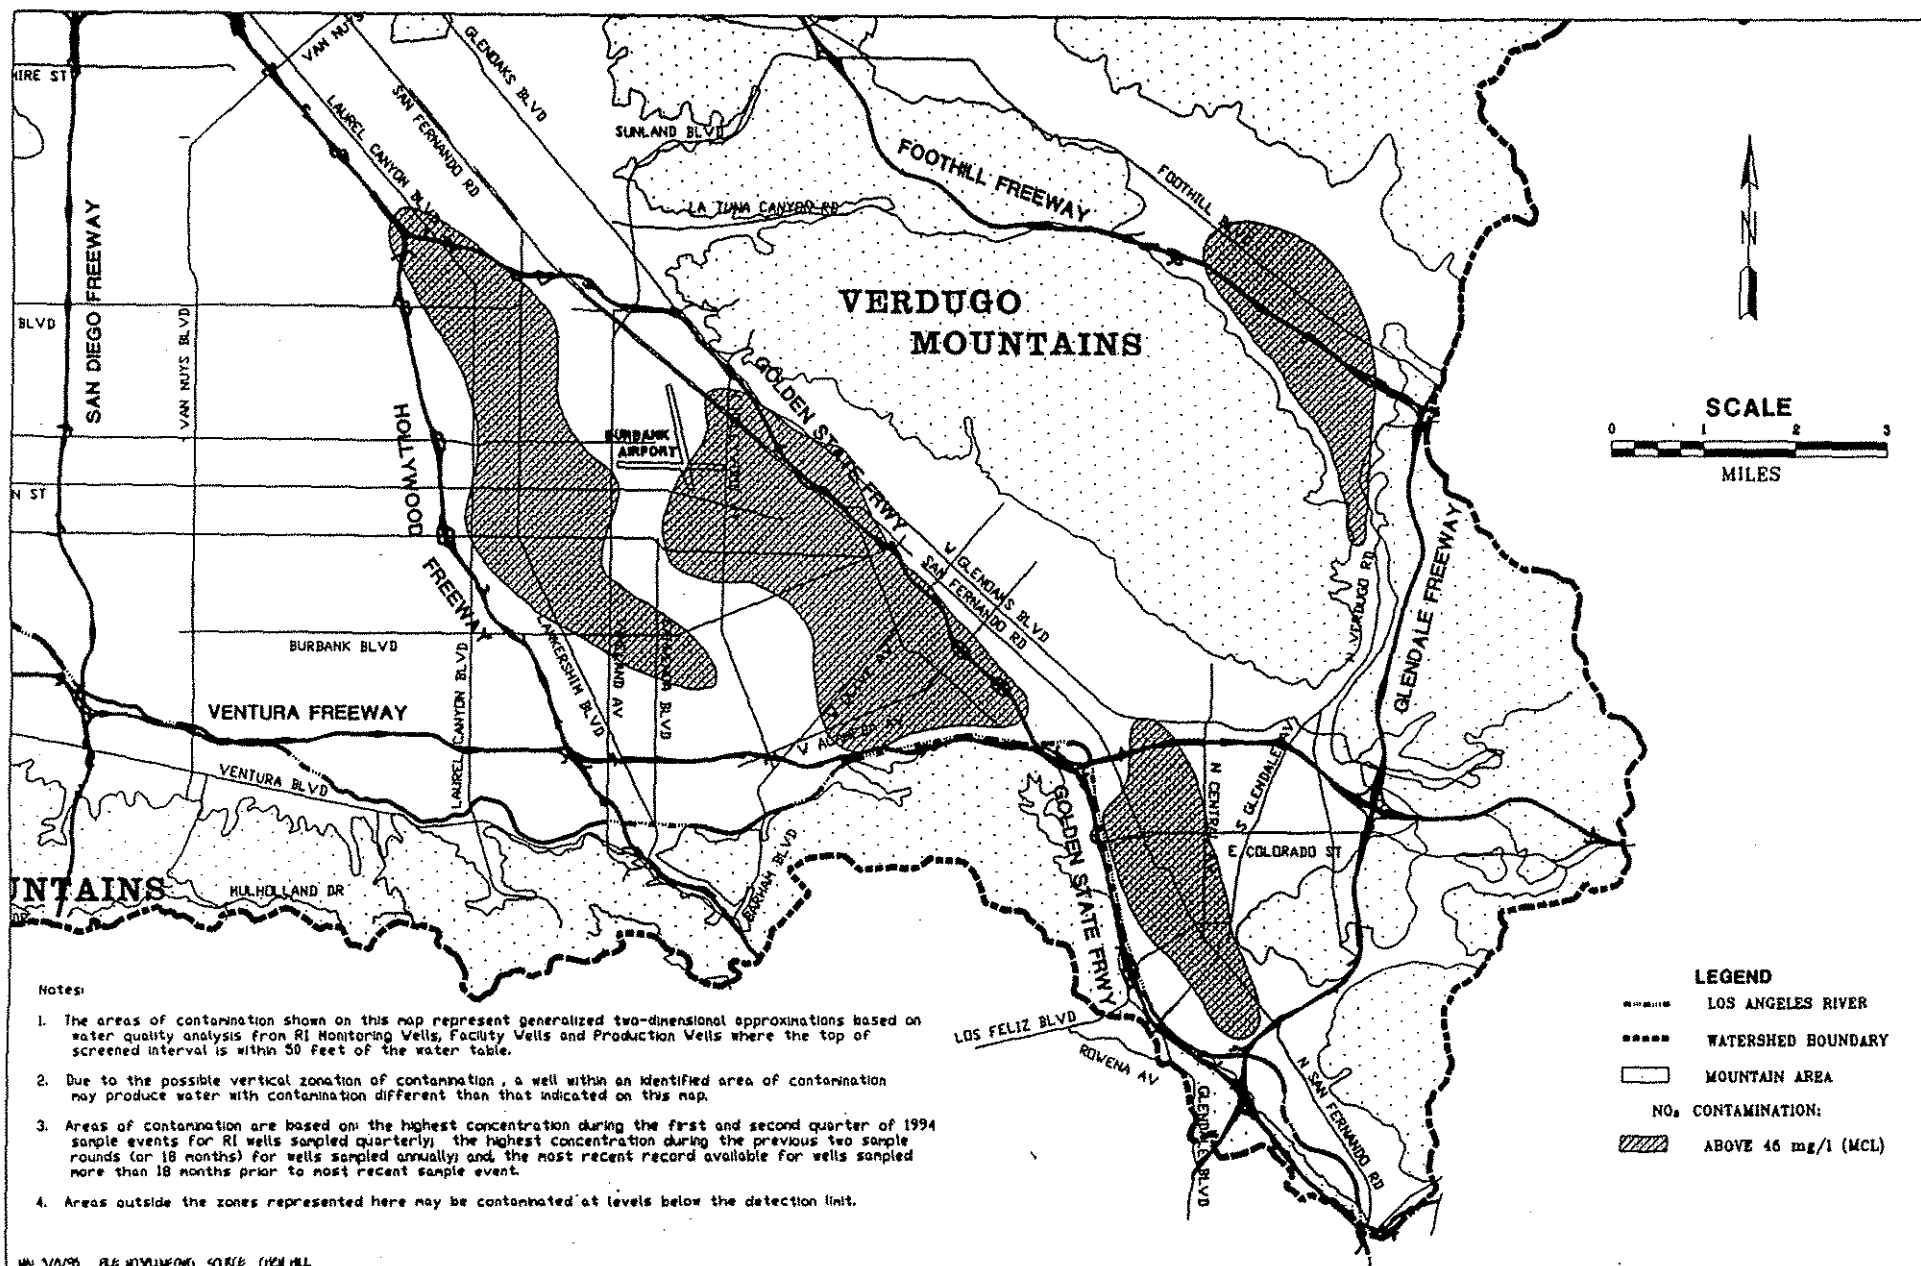 VAN NUYS
GLENOAKS BLVD
HIRE ST
LAUREL CANYON BLVD
SAN FERNANDO RD
SUNLAND BLVD
FOOTHILL FREEWAY
FOOTHILL
LA TUNA CANYON RD
N
SAN DIEGO FREEWAY
VAN NUYS BLVD
BLVD
VERDUGO
MOUNTAINS
GOLDEN STATE FRWY
HOLLYWOOD
FREEWAY
BURBANK
AIRPORT
SCALE
0 1 2 3
MILES
N ST
W GLENOAKS BLVD
SAN FERNANDO RD
N VERDUGO RD
GLENDALE FREEWAY
BURBANK BLVD
LAUREL CANYON BLVD
LANKERSHIM BLVD
VINELAND AV
BLVD
W OLIVE AV
W ALAMEDA AV
VENTURA FREEWAY
VENTURA BLVD
GOLDEN STATE FRWY
N CENTRAL
S GLENDALE AV
E COLORADO ST
UNTAINS
MULHOLLAND DR
BARHAM BLVD
LOS FELIZ BLVD
ROWENA AV
GLENDALE BLVD
N SAN FERNANDO RD
Notes:
1. The areas of contamination shown on this map represent generalized two-dimensional approximations based on
water quality analysis from RI Monitoring Wells, Facility Wells and Production Wells where the top of
screened interval is within 50 feet of the water table.
2. Due to the possible vertical zonation of contamination , a well within an identified area of contamination
may produce water with contamination different than that indicated on this map.
3. Areas of contamination are based on: the highest concentration during the first and second quarter of 1994
sample events for RI wells sampled quarterly; the highest concentration during the previous two sample
rounds (or 18 months) for wells sampled annually; and, the most recent record available for wells sampled
more than 18 months prior to most recent sample event.
4. Areas outside the zones represented here may be contaminated at levels below the detection limit.
LEGEND
LOS ANGELES RIVER
WATERSHED BOUNDARY
MOUNTAIN AREA
NO₃ CONTAMINATION:
ABOVE 45 mg/l (MCL)